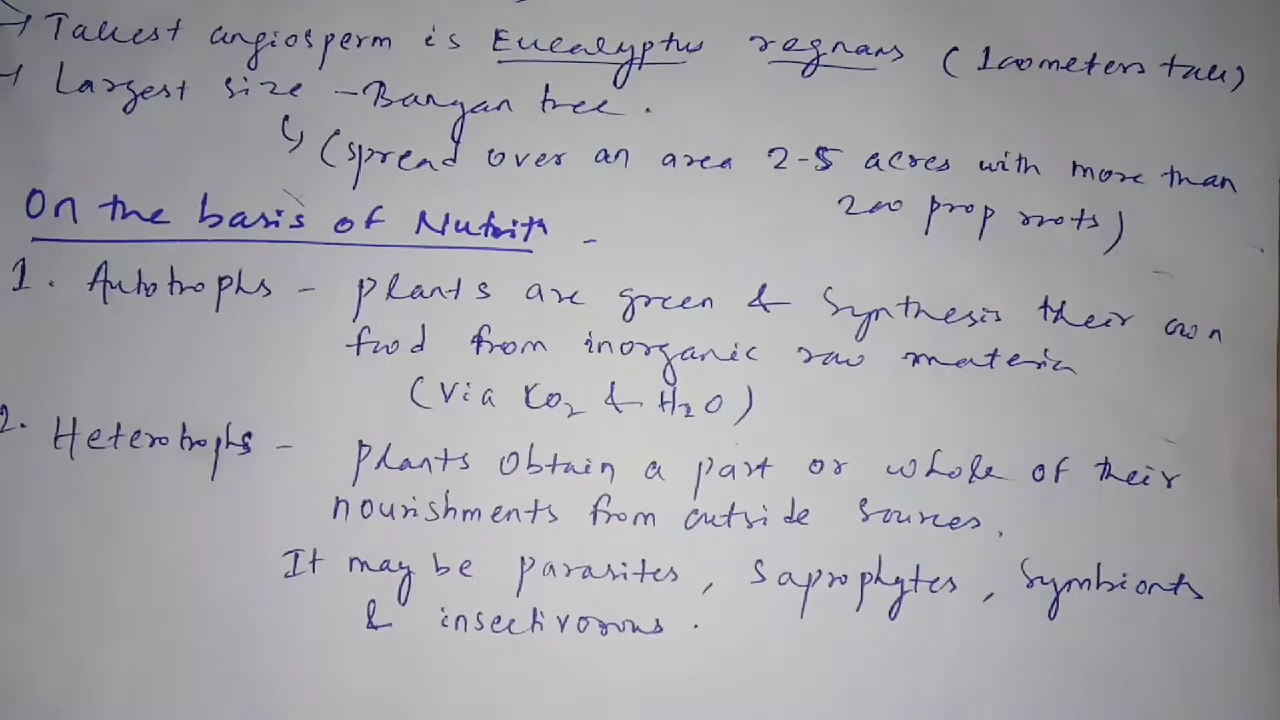 → Tallest angiosperm is Eucalyptus regnans (100meters tall)
→ Largest size - Banyan tree.
↳ (spread over an area 2-5 acres with more than
200 prop roots)
On the basis of Nutritn -
1. Autotrophs - plants are green & Synthesis their own
food from inorganic raw materia
(Via CO2 & H2O)
2. Heterotrophs - plants obtain a part or whole of their
nourishments from outside sources.
It may be parasites, saprophytes, symbionts
& insectivorous.